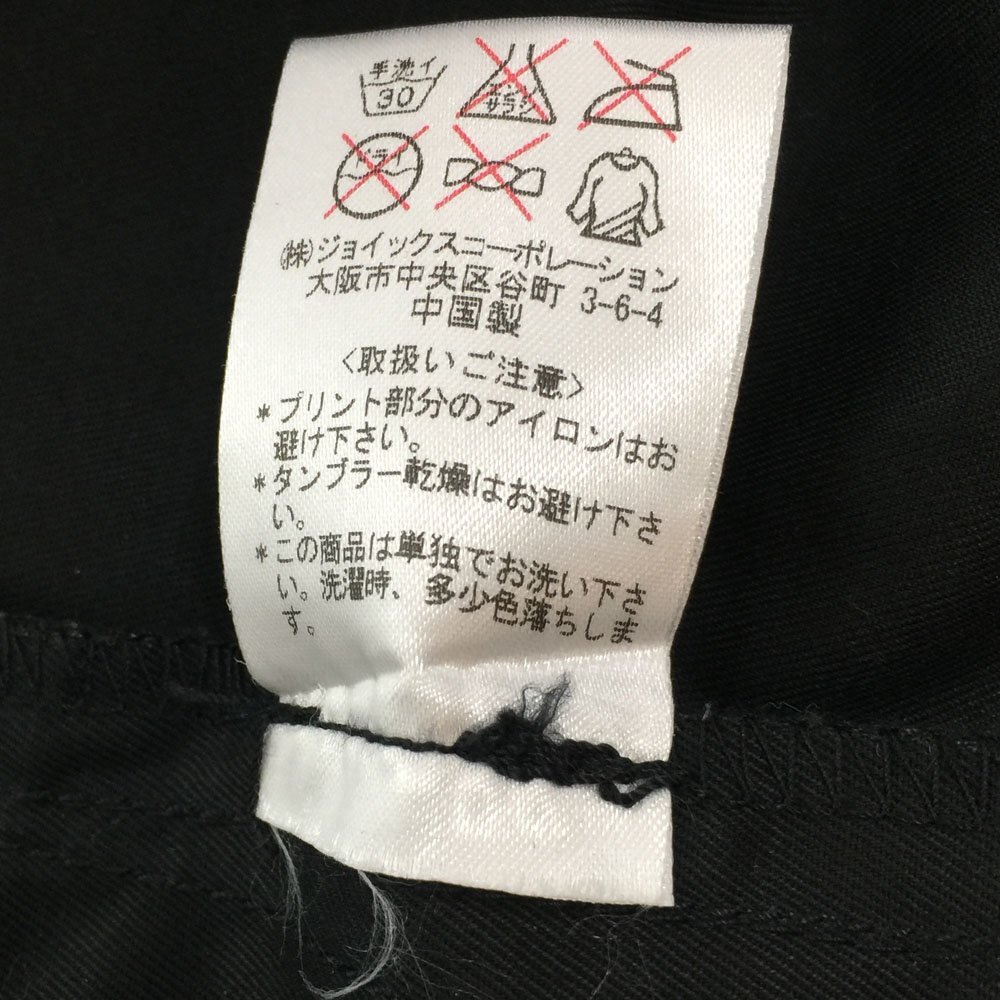 手洗イ
30
エンソ
サラシ
ドライ
㈱ジョイックスコーポレーション
大阪市中央区谷町 3-6-4
中国製
〈取扱いご注意〉
*プリント部分のアイロンはお
避け下さい。
*タンブラー乾燥はお避け下さ
い。
*この商品は単独でお洗い下さ
い。洗濯時、多少色落ちしま
す。